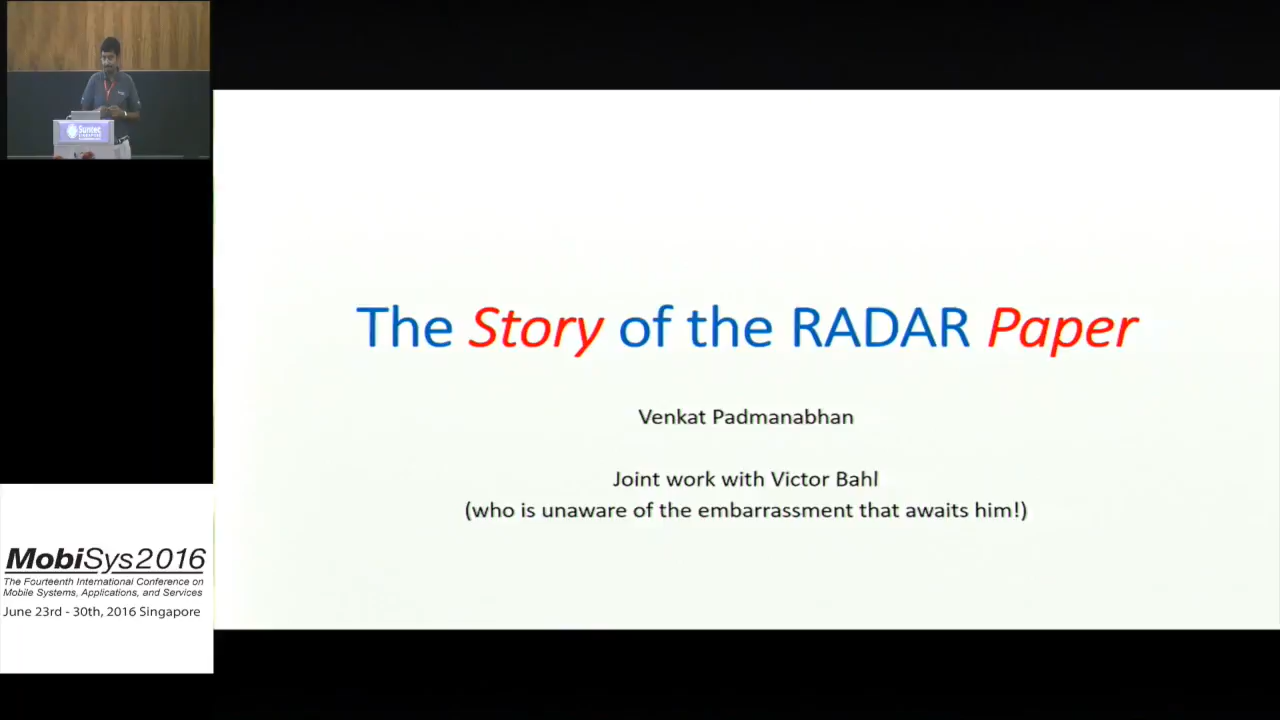 Suntec
SINGAPORE
The Story of the RADAR Paper
Venkat Padmanabhan
Joint work with Victor Bahl
(who is unaware of the embarrassment that awaits him!)
MobiSys2016
The Fourteenth International Conference on
Mobile Systems, Applications, and Services
June 23rd - 30th, 2016 Singapore